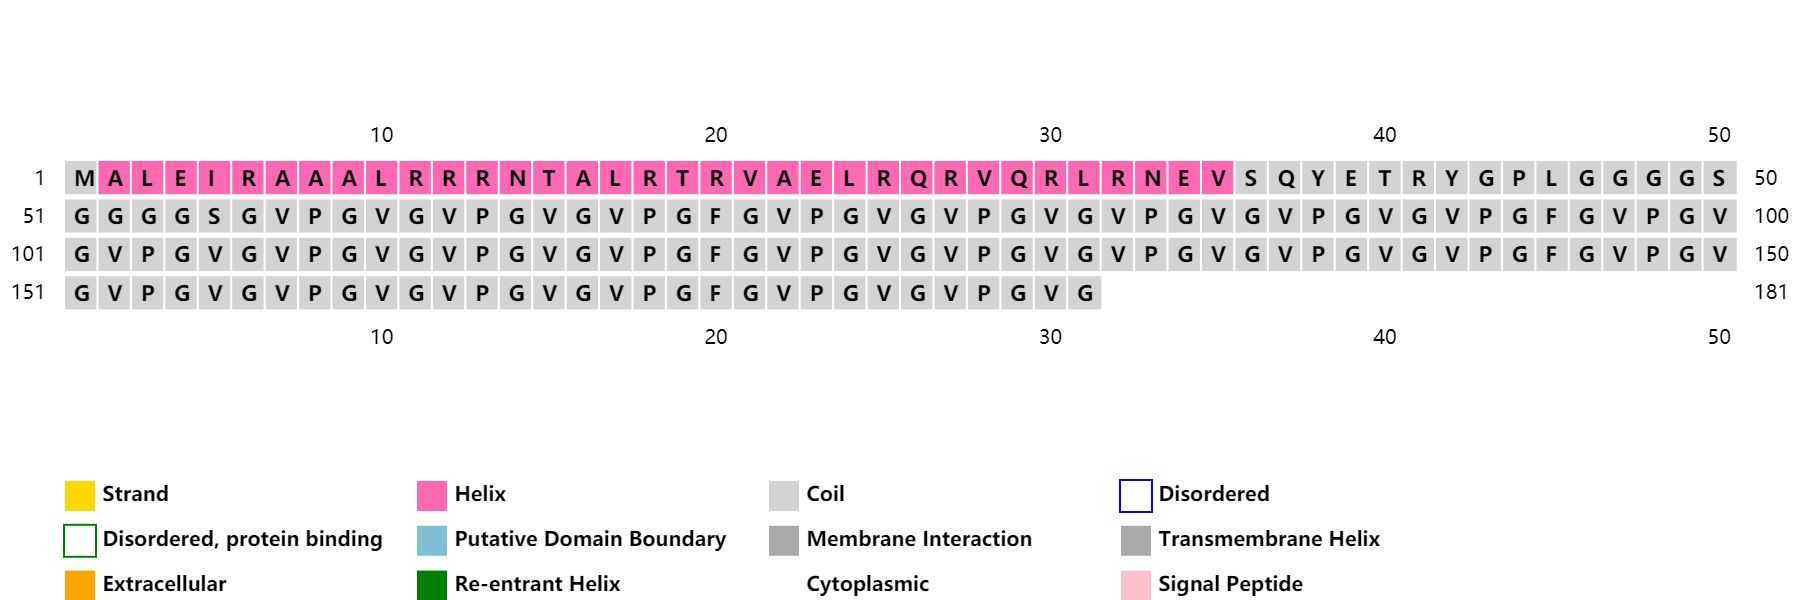 10 20 30 40 50
1 M A L E I R A A A L R R R N T A L R T R V A E L R Q R V Q R L R N E V S Q Y E T R Y G P L G G G G S 50
51 G G G G S G V P G V G V P G V G V P G F G V P G V G V P G V G V P G V G V P G V G V P G F G V P G V 100
101 G V P G V G V P G V G V P G V G V P G F G V P G V G V P G V G V P G V G V P G V G V P G F G V P G V 150
151 G V P G V G V P G V G V P G V G V P G F G V P G V G V P G V G 181
10 20 30 40 50
Strand Helix Coil Disordered
Disordered, protein binding Putative Domain Boundary Membrane Interaction Transmembrane Helix
Extracellular Re-entrant Helix Cytoplasmic Signal Peptide